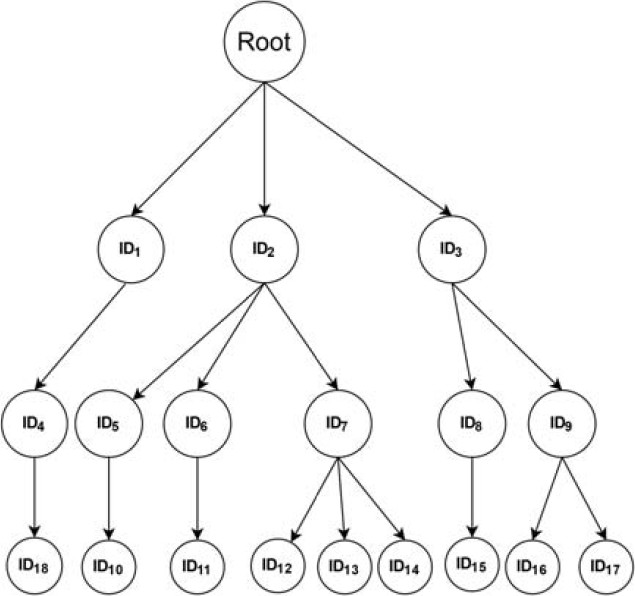 Root
ID₁ ID₂ ID₃
ID₄ ID₅ ID₆ ID₇ ID₈ ID₉
ID₁₈ ID₁₀ ID₁₁ ID₁₂ ID₁₃ ID₁₄ ID₁₅ ID₁₆ ID₁₇